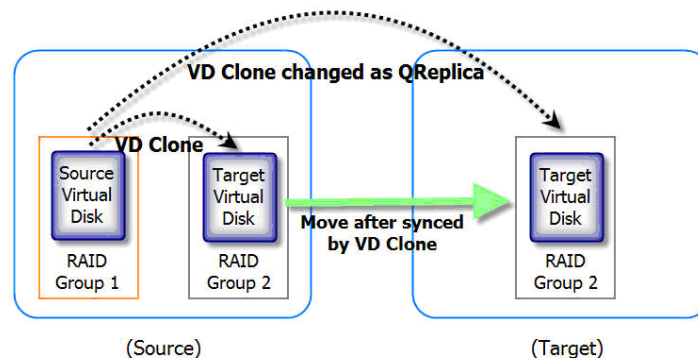 VD Clone changed as QReplica
VD Clone
Source
Virtual
Disk
RAID
Group 1
Target
Virtual
Disk
RAID
Group 2
Move after synced
by VD Clone
Target
Virtual
Disk
RAID
Group 2
(Source)
(Target)